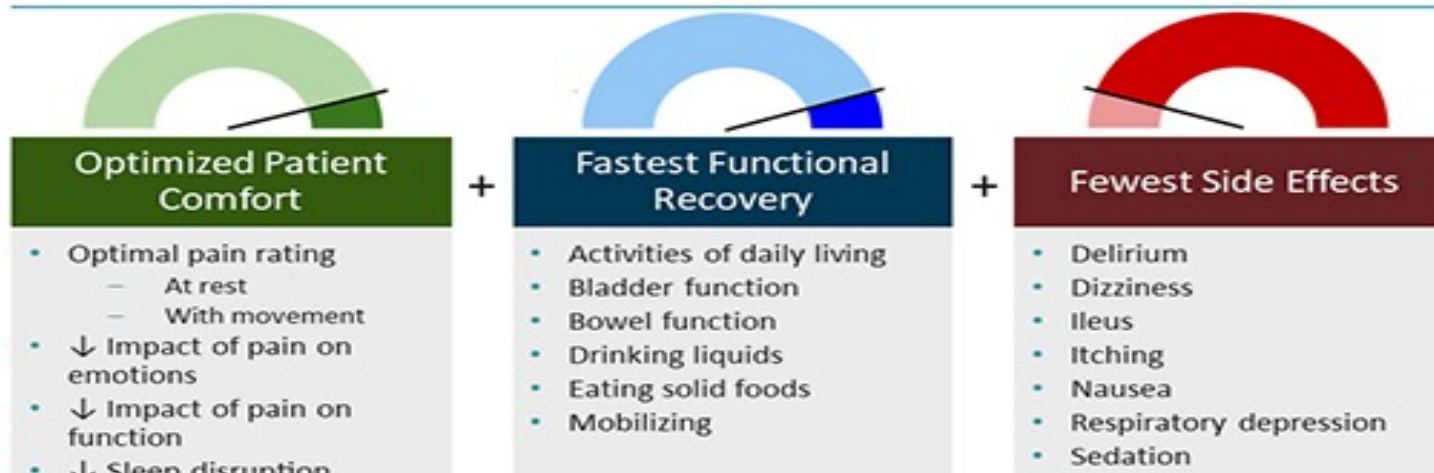 Optimized Patient
Comfort
• Optimal pain rating
– At rest
– With movement
• ↓ Impact of pain on
emotions
• ↓ Impact of pain on
function
• ↓ Sleep disruption
+
Fastest Functional
Recovery
• Activities of daily living
• Bladder function
• Bowel function
• Drinking liquids
• Eating solid foods
• Mobilizing
+
Fewest Side Effects
• Delirium
• Dizziness
• Ileus
• Itching
• Nausea
• Respiratory depression
• Sedation